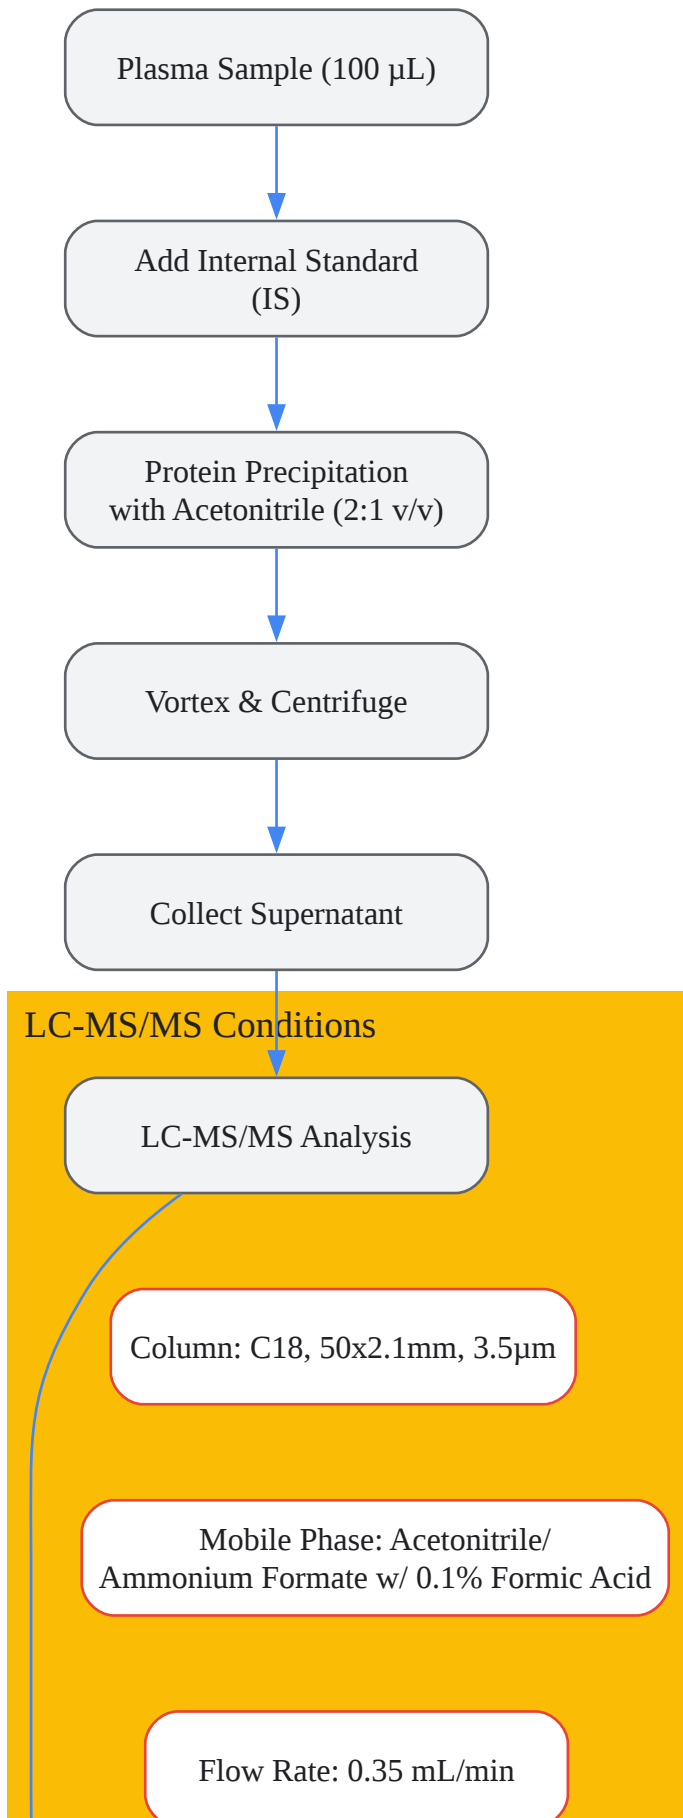 Plasma Sample (100 µL)
Add Internal Standard
(IS)
Protein Precipitation
with Acetonitrile (2:1 v/v)
Vortex & Centrifuge
Collect Supernatant
LC-MS/MS Conditions
LC-MS/MS Analysis
Column: C18, 50x2.1mm, 3.5µm
Mobile Phase: Acetonitrile/
Ammonium Formate w/ 0.1% Formic Acid
Flow Rate: 0.35 mL/min